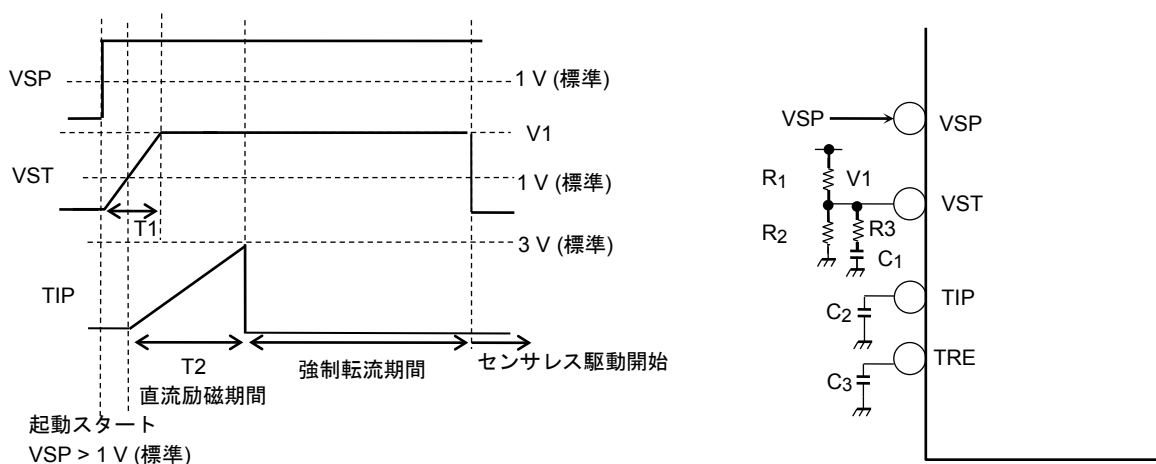 VSP
1 V (標準)
V1
VST
1 V (標準)
T1
3 V (標準)
TIP
T2
直流励磁期間
強制転流期間
センサレス駆動開始
起動スタート
VSP > 1 V (標準)
VSP
VSP
R1
V1
VST
R2
R3
C1
TIP
C2
TRE
C3